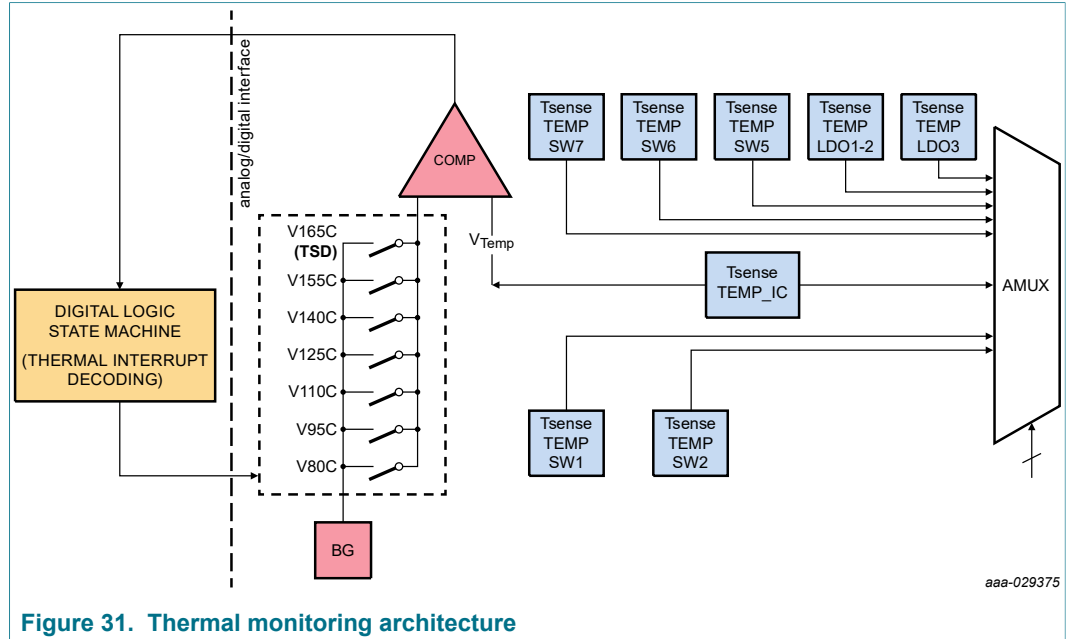 analog/digital interface
COMP
Tsense
TEMP
SW7
Tsense
TEMP
SW6
Tsense
TEMP
SW5
Tsense
TEMP
LDO1-2
Tsense
TEMP
LDO3
V165C
(TSD)
V155C
V140C
V125C
V110C
V95C
V80C
VTemp
Tsense
TEMP_IC
AMUX
DIGITAL LOGIC
STATE MACHINE
(THERMAL INTERRUPT
DECODING)
Tsense
TEMP
SW1
Tsense
TEMP
SW2
BG
aaa-029375
Figure 31. Thermal monitoring architecture